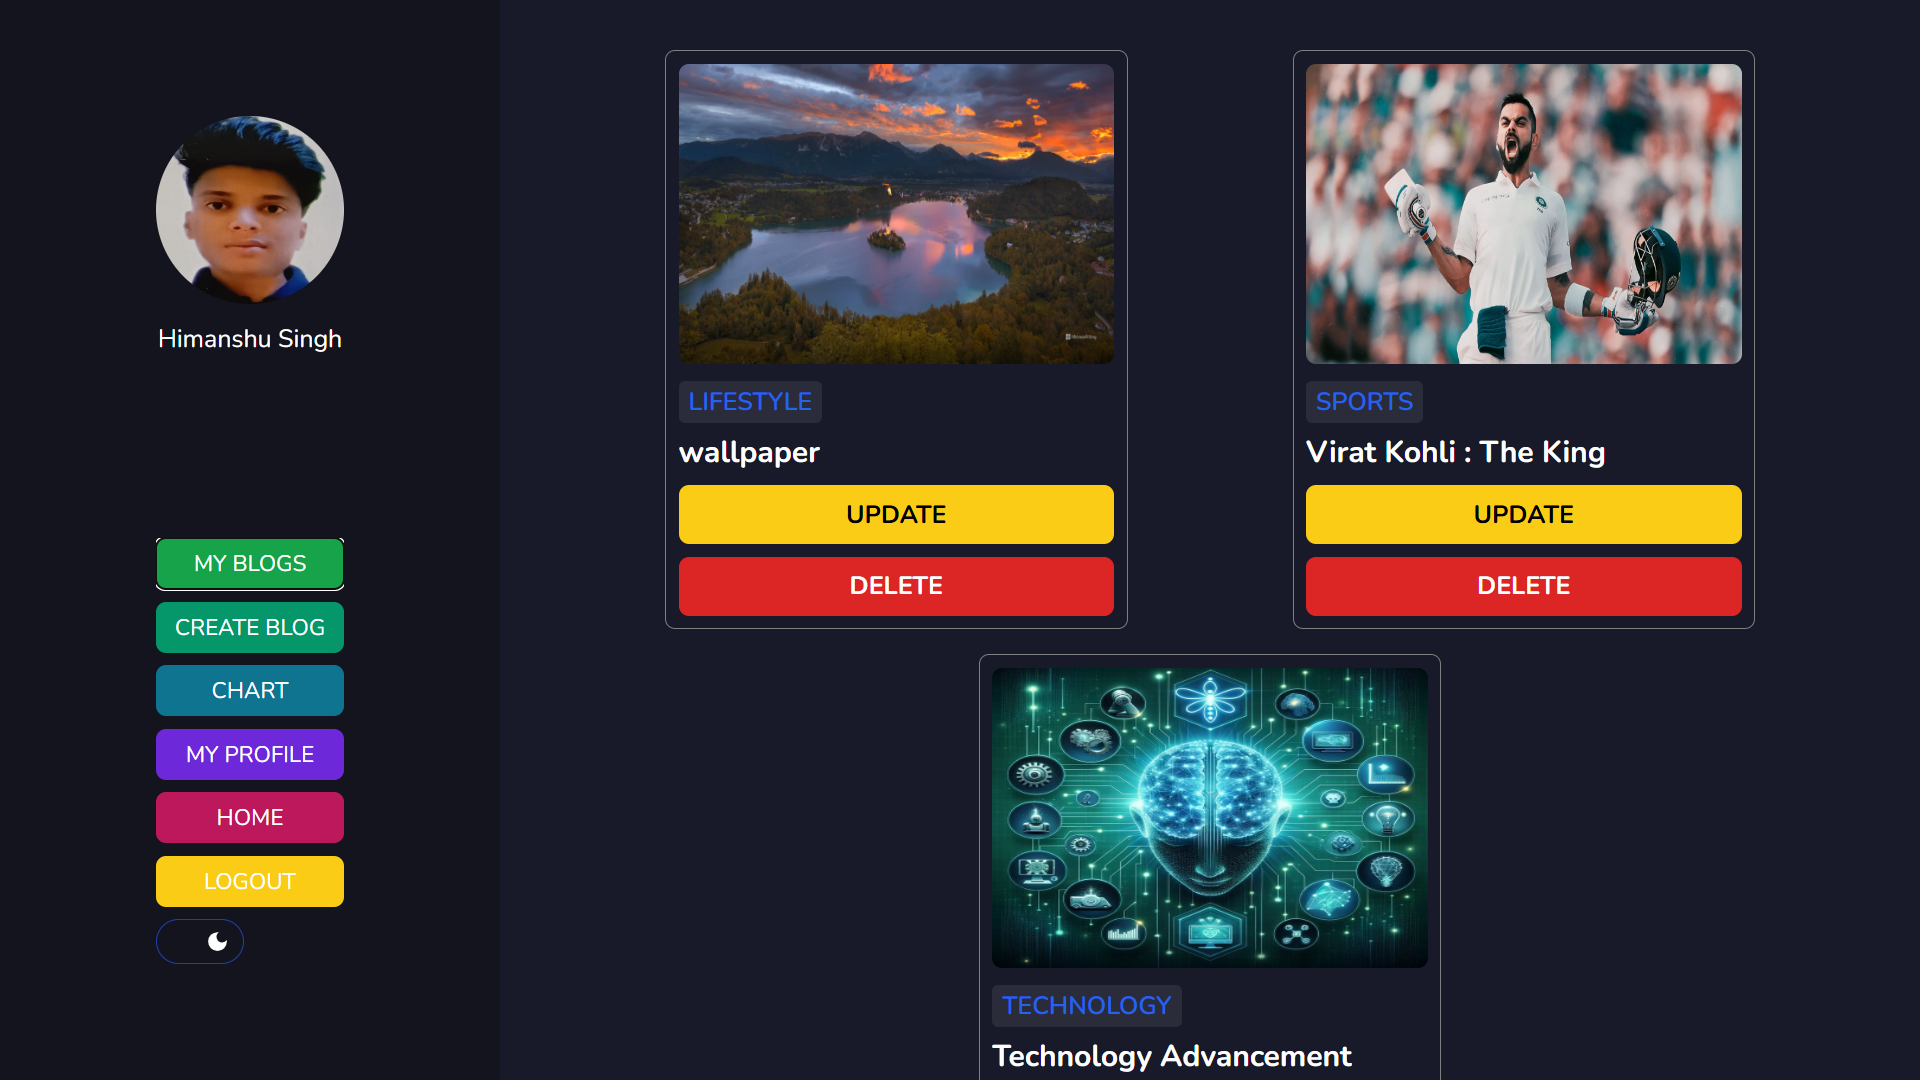 Himanshu Singh
MY BLOGS
CREATE BLOG
CHART
MY PROFILE
HOME
LOGOUT
LIFESTYLE
wallpaper
UPDATE
DELETE
SPORTS
Virat Kohli : The King
UPDATE
DELETE
TECHNOLOGY
Technology Advancement